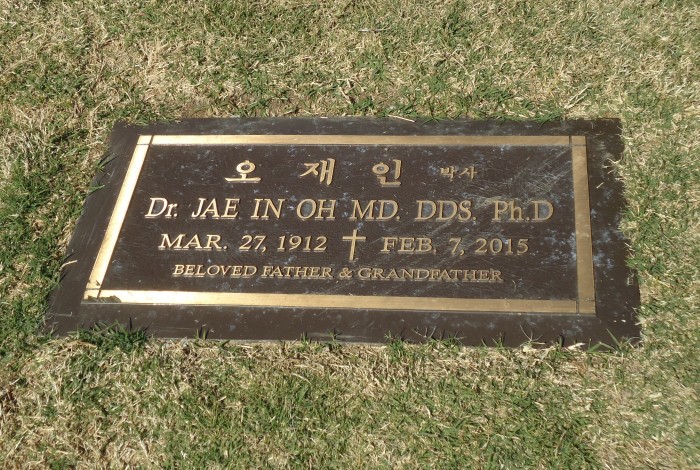 오 재 인 박사
Dr. JAE IN OH MD. DDS. Ph.D
MAR. 27, 1912 ✝ FEB. 7, 2015
BELOVED FATHER & GRANDFATHER